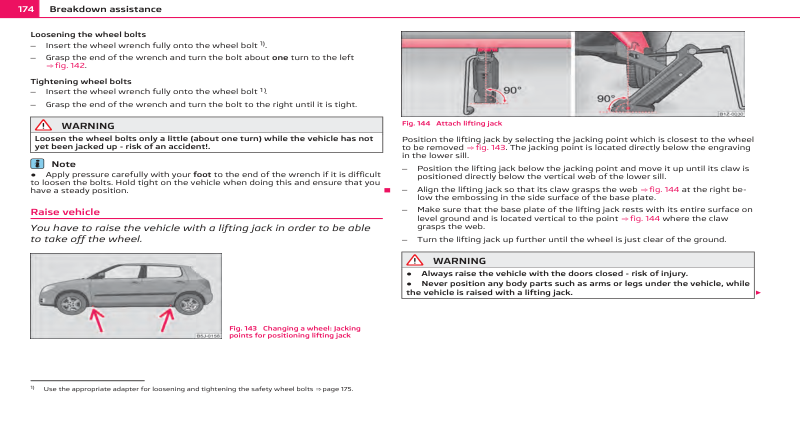 174 Breakdown assistance
Loosening the wheel bolts
– Insert the wheel wrench fully onto the wheel bolt 1).
– Grasp the end of the wrench and turn the bolt about one turn to the left
⇒ fig. 142.
Tightening wheel bolts
– Insert the wheel wrench fully onto the wheel bolt 1).
– Grasp the end of the wrench and turn the bolt to the right until it is tight.
WARNING
Loosen the wheel bolts only a little (about one turn) while the vehicle has not
yet been jacked up - risk of an accident!.
Note
● Apply pressure carefully with your foot to the end of the wrench if it is difficult
to loosen the bolts. Hold tight on the vehicle when doing this and ensure that you
have a steady position.
Raise vehicle
You have to raise the vehicle with a lifting jack in order to be able
to take off the wheel.
B5J-0156
Fig. 143 Changing a wheel: Jacking
points for positioning lifting jack
1) Use the appropriate adapter for loosening and tightening the safety wheel bolts ⇒ page 175.
90°
90°
Fig. 144 Attach lifting jack
Position the lifting jack by selecting the jacking point which is closest to the wheel
to be removed ⇒ fig. 143. The jacking point is located directly below the engraving
in the lower sill.
– Position the lifting jack below the jacking point and move it up until its claw is
positioned directly below the vertical web of the lower sill.
– Align the lifting jack so that its claw grasps the web ⇒ fig. 144 at the right be-
low the embossing in the side surface of the base plate.
– Make sure that the base plate of the lifting jack rests with its entire surface on
level ground and is located vertical to the point ⇒ fig. 144 where the claw
grasps the web.
– Turn the lifting jack up further until the wheel is just clear of the ground.
WARNING
● Always raise the vehicle with the doors closed - risk of injury.
● Never position any body parts such as arms or legs under the vehicle, while
the vehicle is raised with a lifting jack.